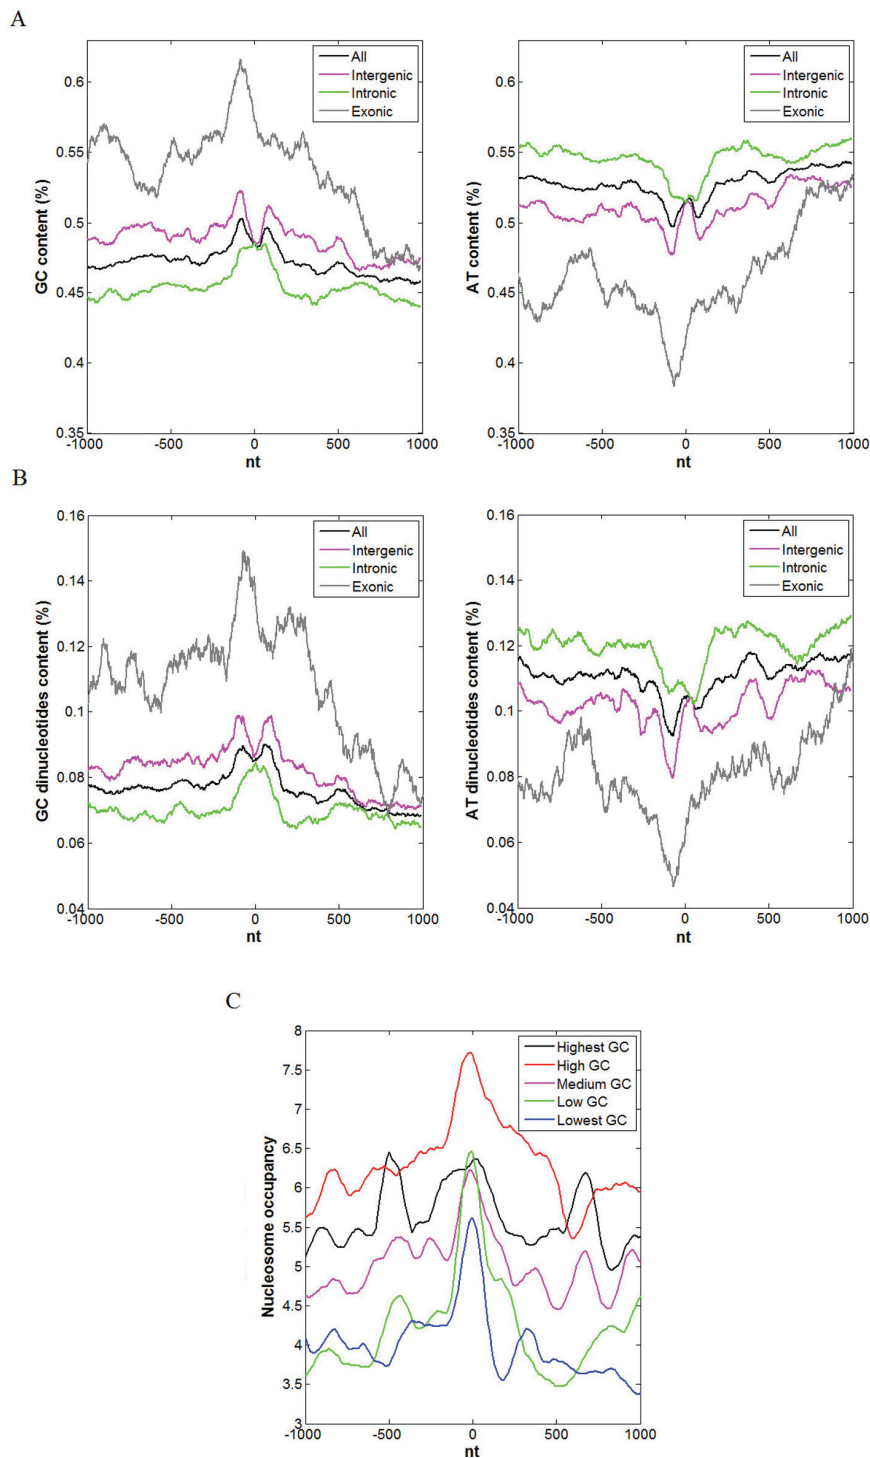 A
GC content (%)
0.6
0.55
0.5
0.45
0.4
0.35
All
Intergenic
Intronic
Exonic
-1000 -500 0 500 1000
nt
AT content (%)
0.6
0.55
0.5
0.45
0.4
0.35
All
Intergenic
Intronic
Exonic
-1000 -500 0 500 1000
nt
B
GC dinucleotides content (%)
0.16
0.14
0.12
0.1
0.08
0.06
0.04
All
Intergenic
Intronic
Exonic
-1000 -500 0 500 1000
nt
AT dinucleotides content (%)
0.16
0.14
0.12
0.1
0.08
0.06
0.04
All
Intergenic
Intronic
Exonic
-1000 -500 0 500 1000
nt
C
Nucleosome occupancy
8
7.5
7
6.5
6
5.5
5
4.5
4
3.5
3
Highest GC
High GC
Medium GC
Low GC
Lowest GC
-1000 -500 0 500 1000
nt